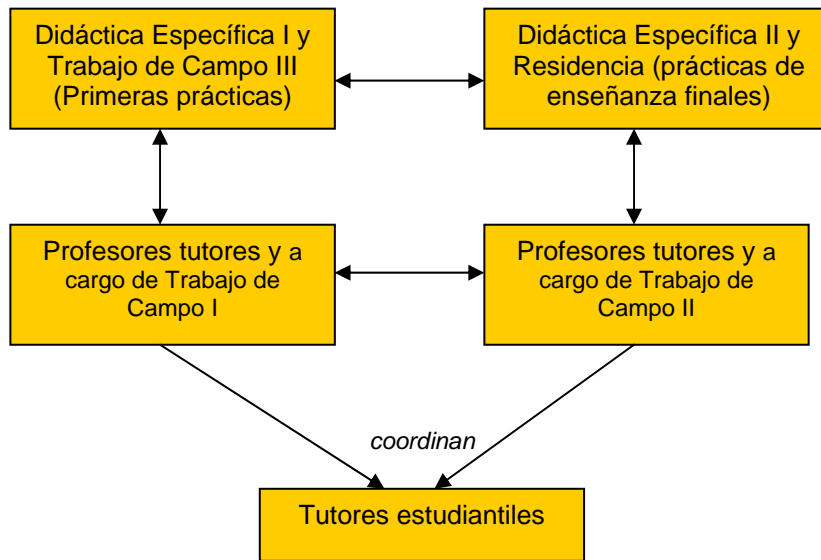 Didáctica Específica I y
Trabajo de Campo III
(Primeras prácticas)
Didáctica Específica II y
Residencia (prácticas de
enseñanza finales)
Profesores tutores y a
cargo de Trabajo de
Campo I
Profesores tutores y a
cargo de Trabajo de
Campo II
coordinan
Tutores estudiantiles